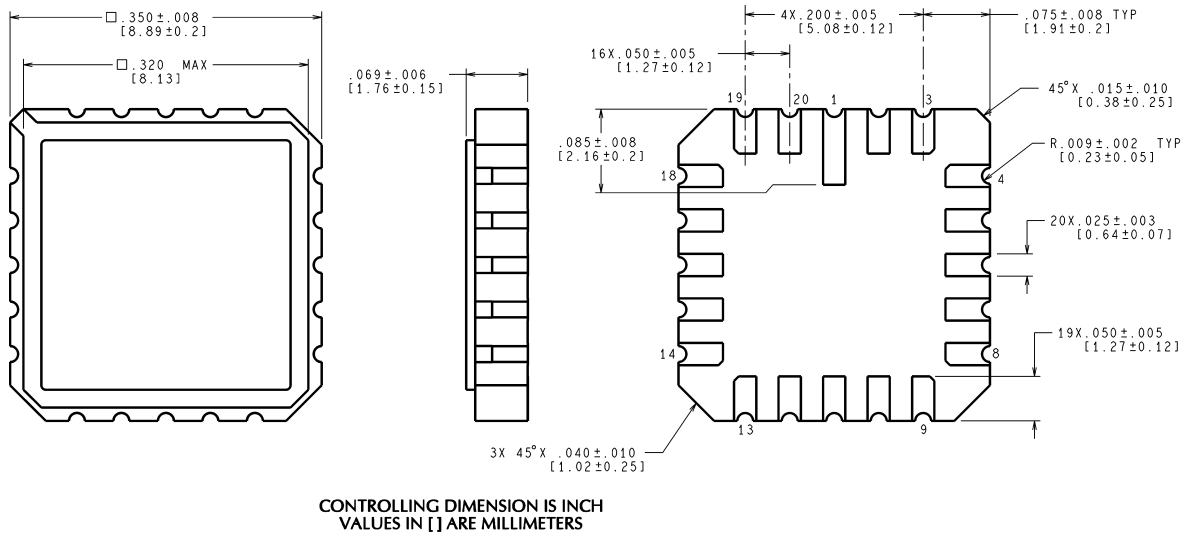 □ .350±.008
[8.89±0.2]
□ .320 MAX
[8.13]
.069±.006
[1.76±0.15]
4X.200±.005
[5.08±0.12]
.075±.008 TYP
[1.91±0.2]
16X.050±.005
[1.27±0.12]
45° X .015±.010
[0.38±0.25]
19
20
1
3
.085±.008
[2.16±0.2]
R.009±.002 TYP
[0.23±0.05]
18
4
20X.025±.003
[0.64±0.07]
19X.050±.005
[1.27±0.12]
14
8
13
9
3X 45° X .040±.010
[1.02±0.25]
CONTROLLING DIMENSION IS INCH
VALUES IN [ ] ARE MILLIMETERS